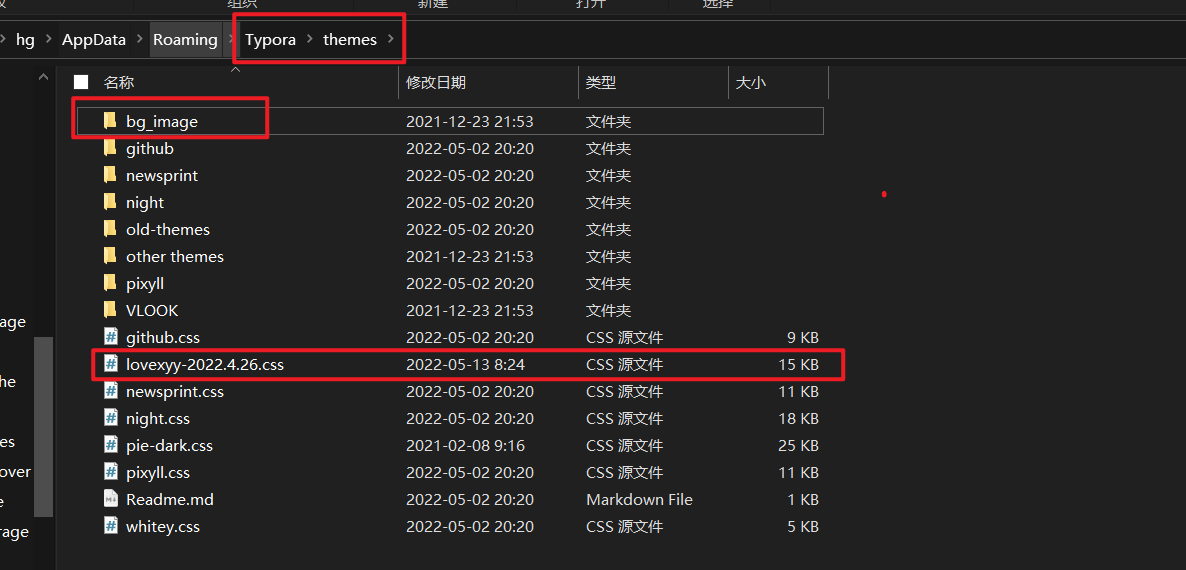 组织 新建 打开 选择
hg AppData Roaming Typora themes
名称 修改日期 类型 大小
bg_image 2021-12-23 21:53 文件夹
github 2022-05-02 20:20 文件夹
newsprint 2022-05-02 20:20 文件夹
night 2022-05-02 20:20 文件夹
old-themes 2022-05-02 20:20 文件夹
other themes 2021-12-23 21:53 文件夹
pixyll 2022-05-02 20:20 文件夹
VLOOK 2021-12-23 21:53 文件夹
age
github.css 2022-05-02 20:20 CSS 源文件 9 KB
lovexyy-2022.4.26.css 2022-05-13 8:24 CSS 源文件 15 KB
he
newsprint.css 2022-05-02 20:20 CSS 源文件 11 KB
night.css 2022-05-02 20:20 CSS 源文件 18 KB
es
pie-dark.css 2021-02-08 9:16 CSS 源文件 25 KB
over
pixyll.css 2022-05-02 20:20 CSS 源文件 11 KB
e
Readme.md 2022-05-02 20:20 Markdown File 1 KB
rage
whitey.css 2022-05-02 20:20 CSS 源文件 5 KB